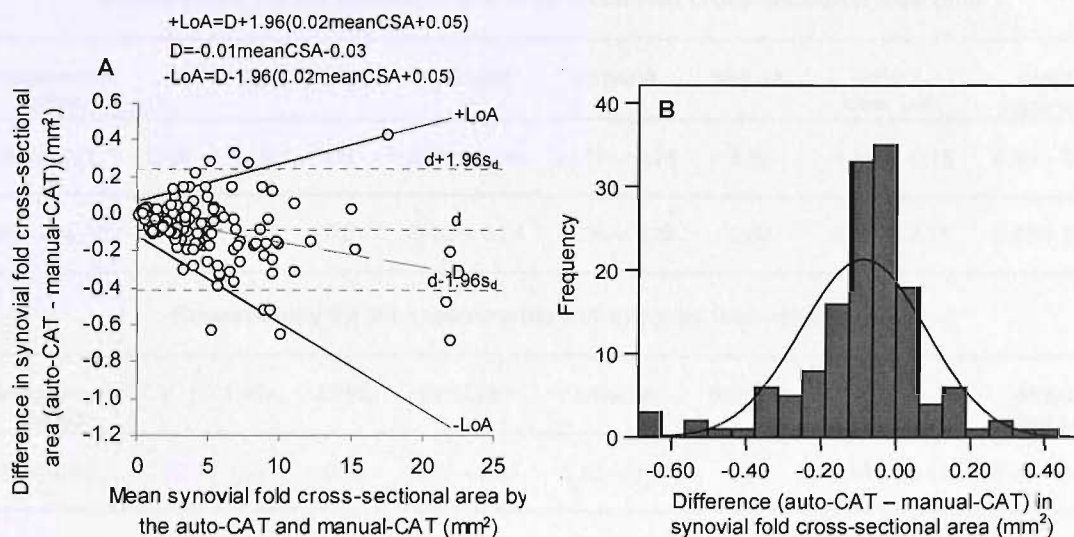 +LoA=D+1.96(0.02meanCSA+0.05)
D=-0.01meanCSA-0.03
-LoA=D-1.96(0.02meanCSA+0.05)
A
Difference in synovial fold cross-sectional
area (auto-CAT - manual-CAT)(mm²)
0.6
0.4
0.2
0.0
-0.2
-0.4
-0.6
-0.8
-1.0
-1.2
0
5
10
15
20
25
+LoA
d+1.96sd
d
D
d-1.96sd
-LoA
Mean synovial fold cross-sectional area by
the auto-CAT and manual-CAT (mm²)
B
Frequency
40
30
20
10
0
-0.60
-0.40
-0.20
0.00
0.20
0.40
Difference (auto-CAT – manual-CAT) in
synovial fold cross-sectional area (mm²)